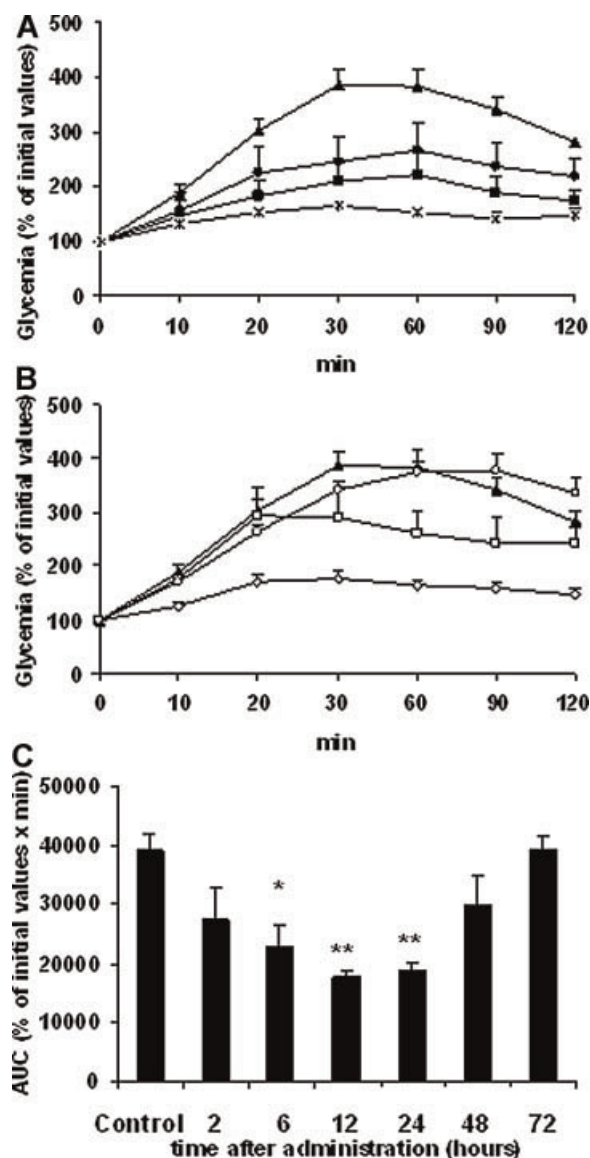 A
500
400
300
200
100
0
Glycemia (% of initial values)
0 10 20 30 60 90 120
min
B
500
400
300
200
100
0
Glycemia (% of initial values)
0 10 20 30 60 90 120
min
C
50000
40000
30000
20000
10000
0
AUC (% of initial values x min)
* ** **
Control 2 6 12 24 48 72
time after administration (hours)